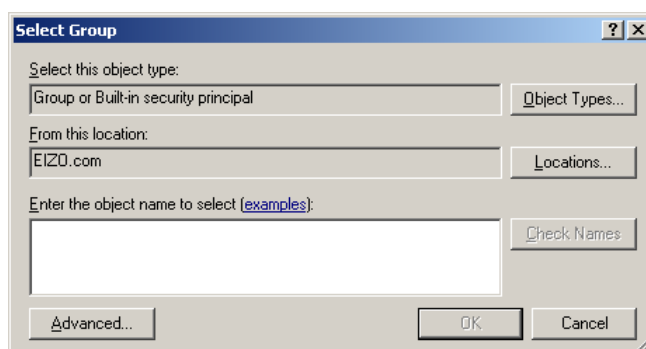 Select Group
Select this object type:
Group or Built-in security principal
Object Types...
From this location:
EIZO.com
Locations...
Enter the object name to select (examples):
Check Names
Advanced...
OK
Cancel